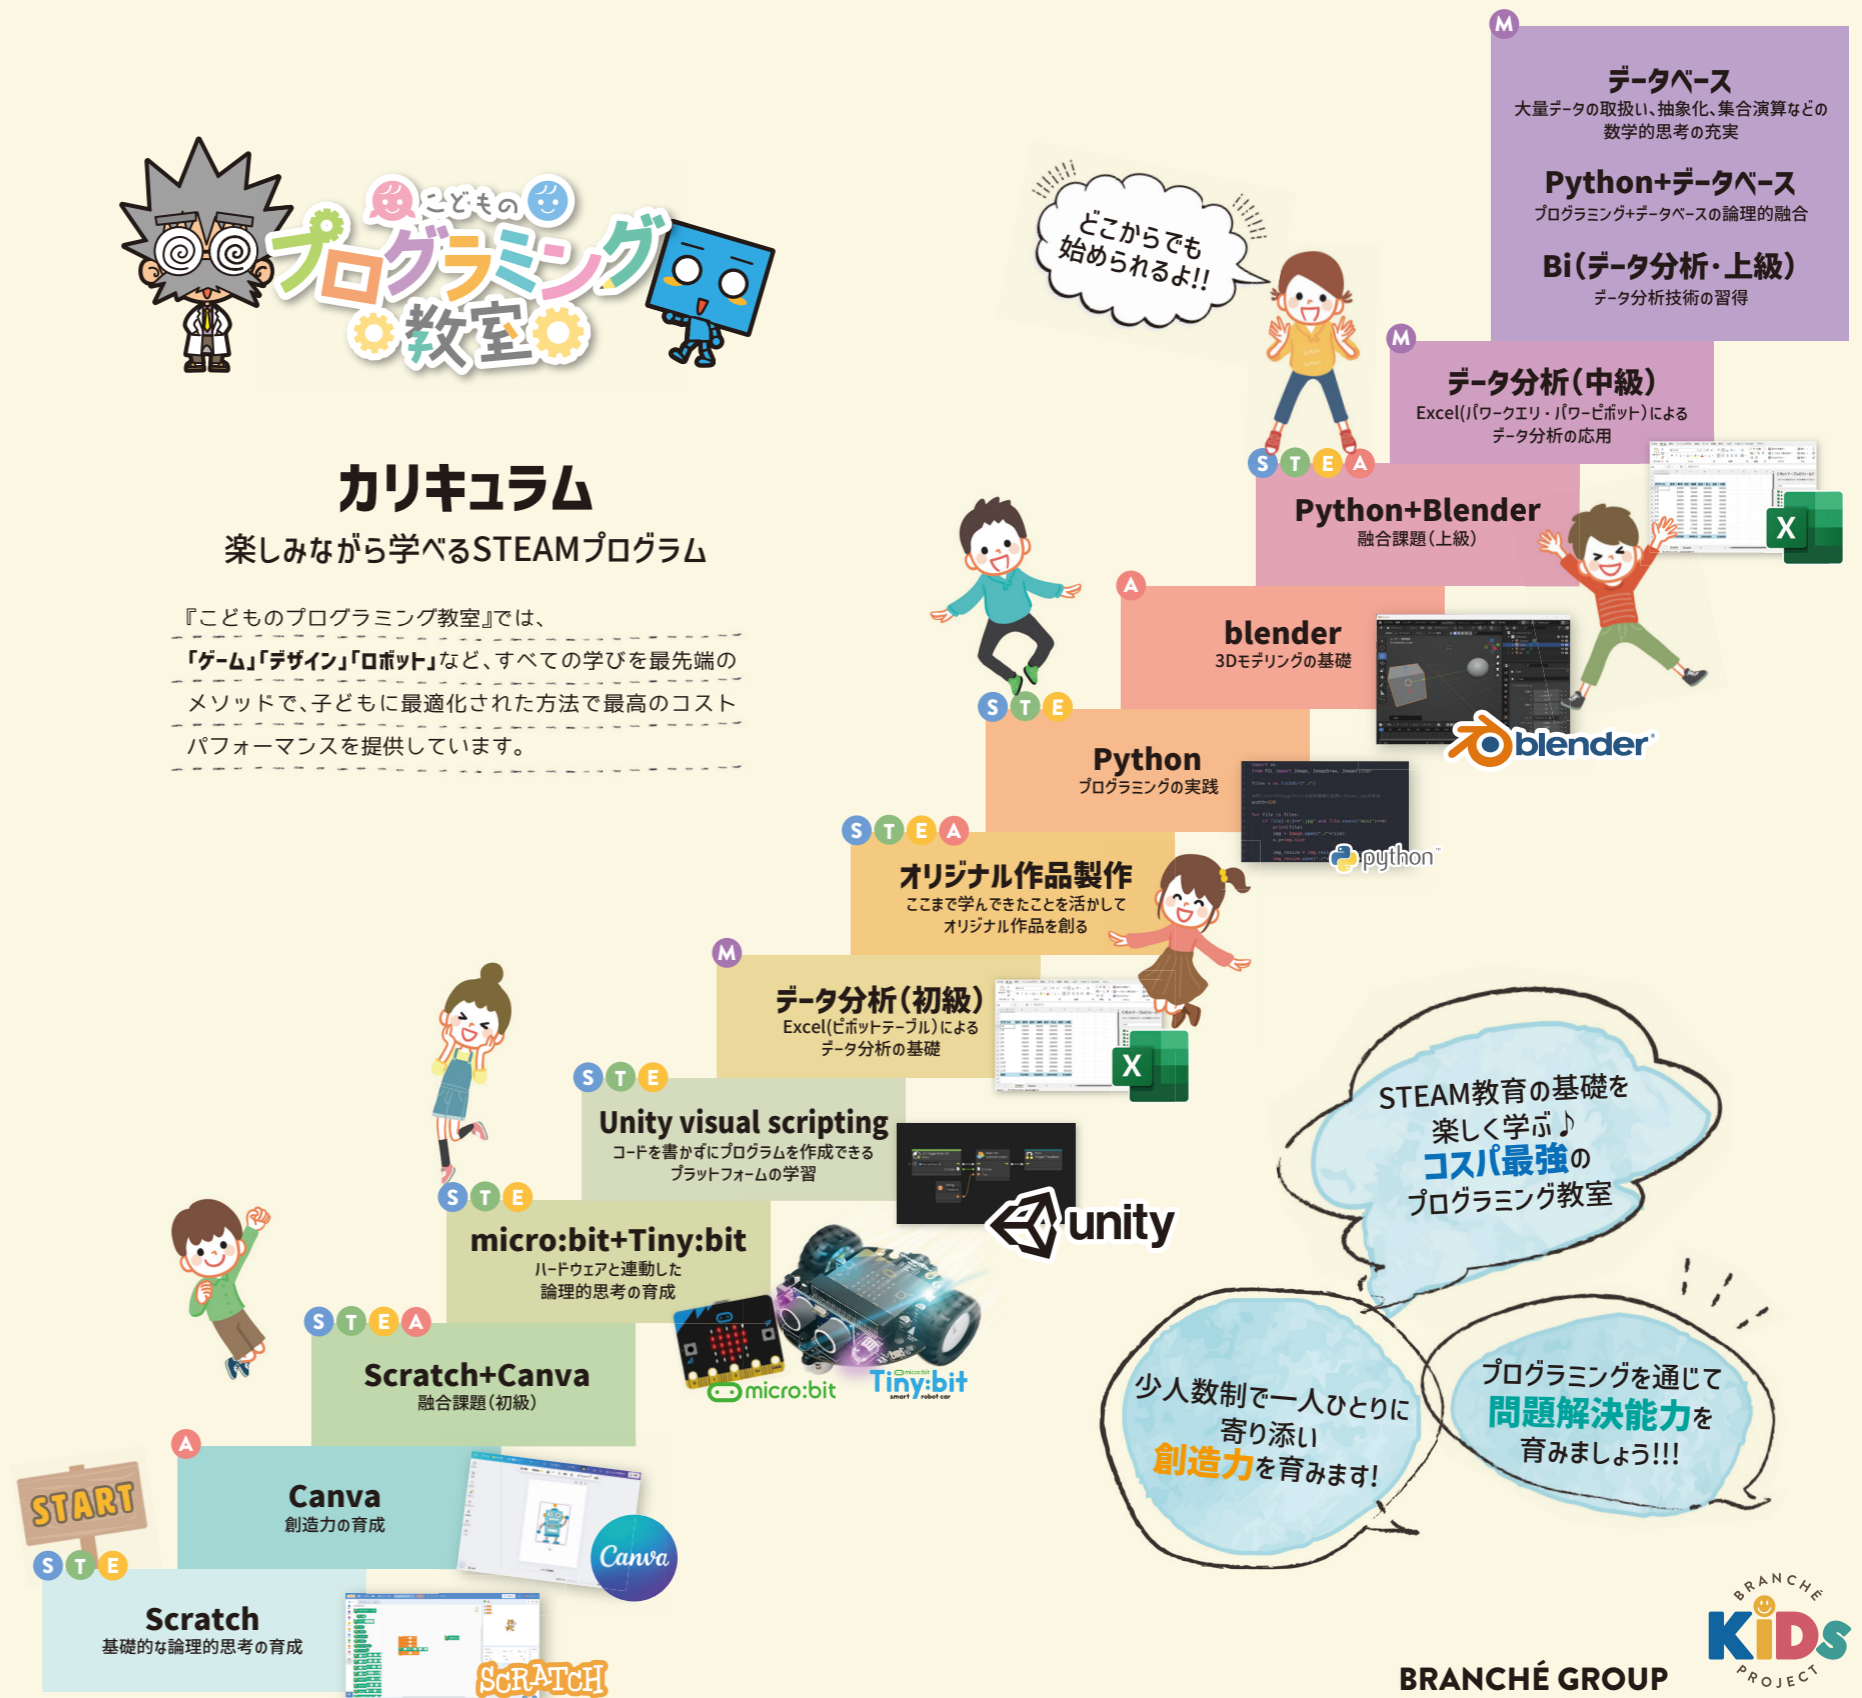 こどもの
プログラミング
教室
カリキュラム
楽しみながら学べるSTEAMプログラム
『こどものプログラミング教室』では、
「ゲーム」「デザイン」「ロボット」など、すべての学びを最先端の
メソッドで、子どもに最適化された方法で最高のコスト
パフォーマンスを提供しています。
どこからでも
始められるよ!!
M
データベース
大量データの取扱い、抽象化、集合演算などの
数学的思考の充実
Python+データベース
プログラミング+データベースの論理的融合
Bi(データ分析・上級)
データ分析技術の習得
M
データ分析(中級)
Excel(パワークエリ・パワーピボット)による
データ分析の応用
X
S T E A
Python+Blender
融合課題(上級)
A
blender
3Dモデリングの基礎
blender
S T E
Python
プログラミングの実践
python
S T E A
オリジナル作品製作
ここまで学んできたことを活かして
オリジナル作品を創る
M
データ分析(初級)
Excel(ピボットテーブル)による
データ分析の基礎
X
S T E
Unity visual scripting
コードを書かずにプログラムを作成できる
プラットフォームの学習
unity
S T E
micro:bit+Tiny:bit
ハードウェアと連動した
論理的思考の育成
micro:bit
micro:bit
Tiny:bit
smart robot car
S T E A
Scratch+Canva
融合課題(初級)
A
Canva
創造力の育成
Canva
START
S T E
Scratch
基礎的な論理的思考の育成
SCRATCH
STEAM教育の基礎を
楽しく学ぶ♪
コスパ最強の
プログラミング教室
少人数制で一人ひとりに
寄り添い
創造力を育みます!
プログラミングを通じて
問題解決能力を
育みましょう!!!
BRANCHÉ GROUP
BRANCHÉ
KiDS
PROJECT